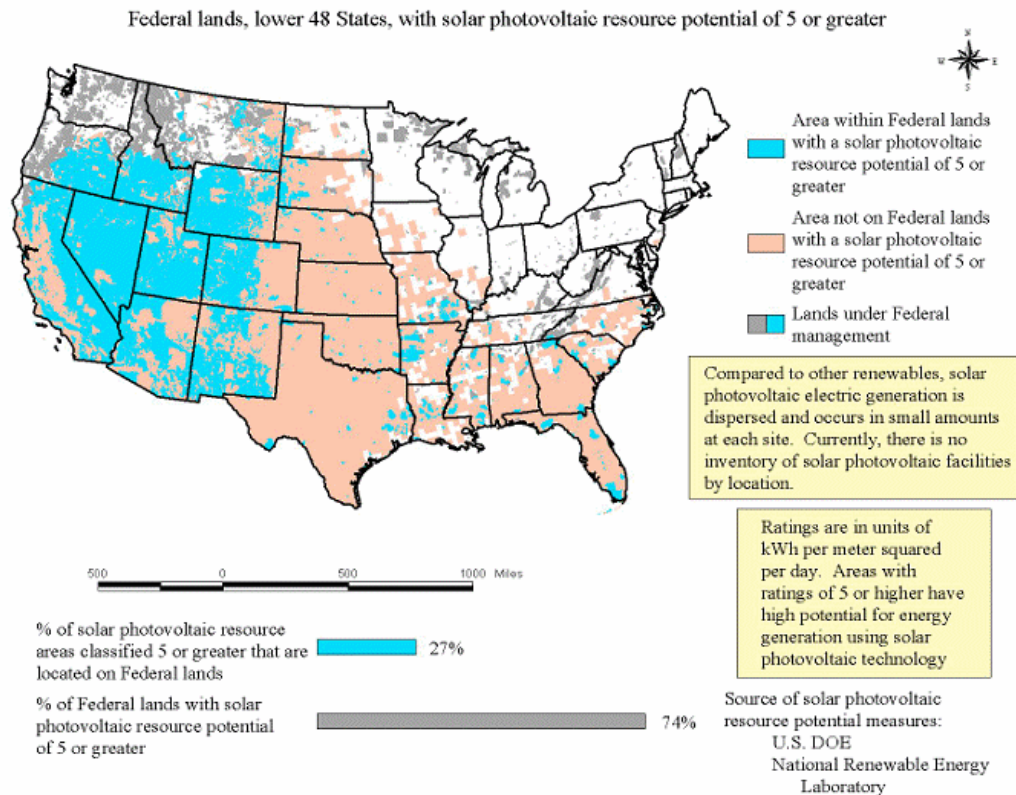 Federal lands, lower 48 States, with solar photovoltaic resource potential of 5 or greater
N
W
E
S
Area within Federal lands
with a solar photovoltaic
resource potential of 5 or
greater
Area not on Federal lands
with a solar photovoltaic
resource potential of 5 or
greater
Lands under Federal
management
Compared to other renewables, solar
photovoltaic electric generation is
dispersed and occurs in small amounts
at each site. Currently, there is no
inventory of solar photovoltaic facilities
by location.
Ratings are in units of
kWh per meter squared
per day. Areas with
ratings of 5 or higher have
high potential for energy
generation using solar
photovoltaic technology
500 0 500 1000 Miles
% of solar photovoltaic resource
areas classified 5 or greater that are
located on Federal lands
27%
% of Federal lands with solar
photovoltaic resource potential
of 5 or greater
74%
Source of solar photovoltaic
resource potential measures:
U.S. DOE
National Renewable Energy
Laboratory